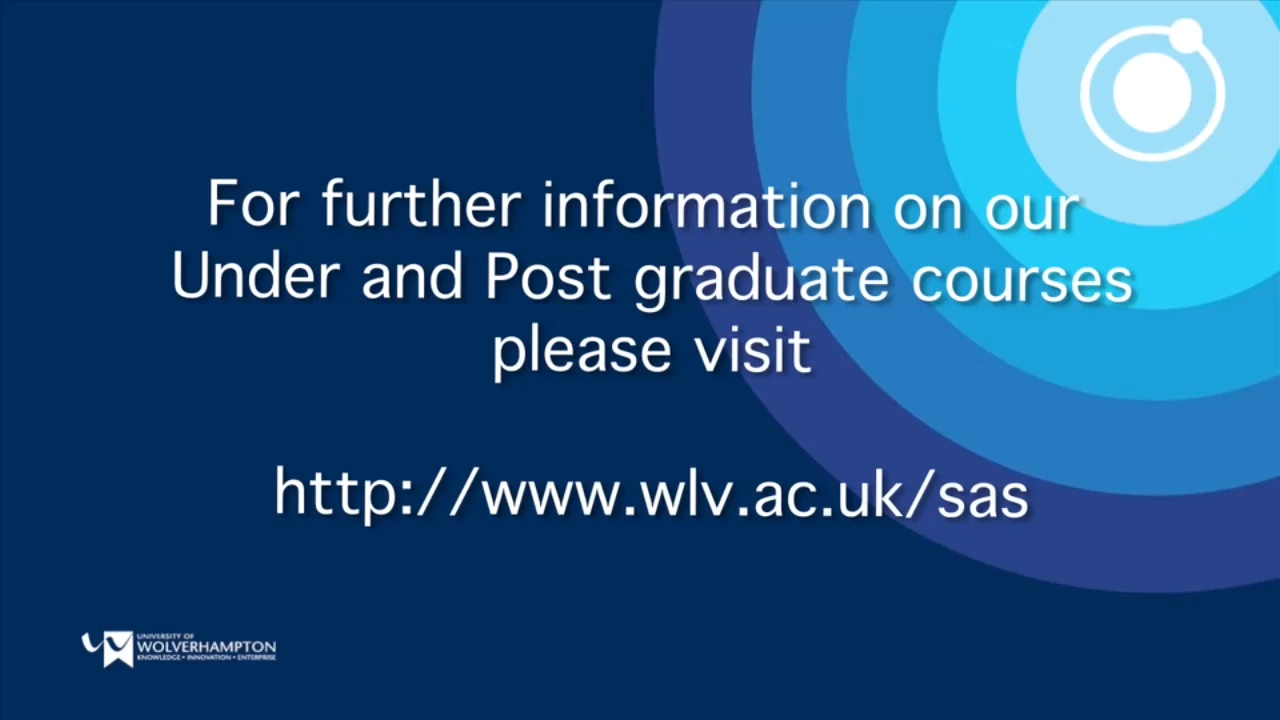 For further information on our
Under and Post graduate courses
please visit
http://www.wlv.ac.uk/sas
UNIVERSITY OF
WOLVERHAMPTON
KNOWLEDGE • INNOVATION • ENTERPRISE